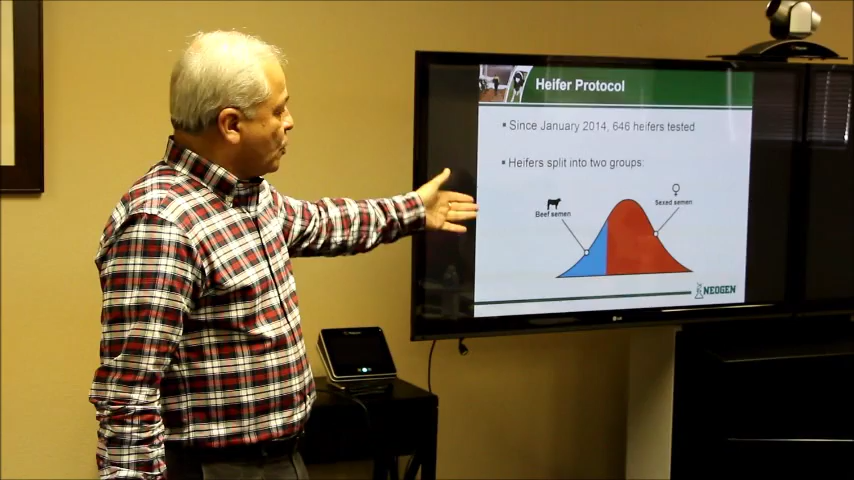 Heifer Protocol
▪ Since January 2014, 646 heifers tested
▪ Heifers split into two groups:
♀
Beef semen
Sexed semen
NEOGEN
LG